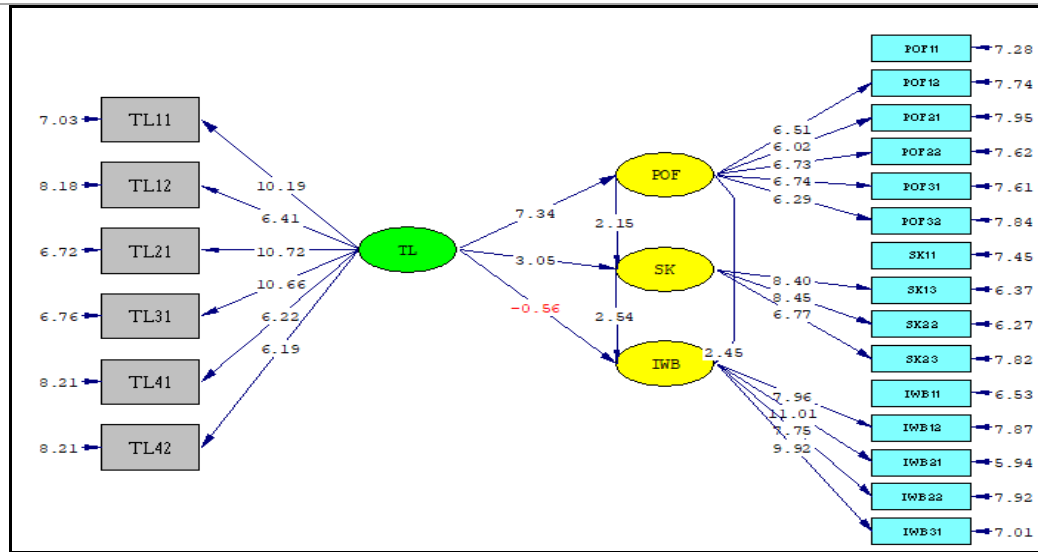 7.03 TL11
8.18 TL12
6.72 TL21
6.76 TL31
8.21 TL41
8.21 TL42
10.19
6.41
10.72
10.66
6.22
6.19
TL
7.34
3.05
-0.56
POF
2.15
SK
2.54
IWB
2.45
6.51
6.02
6.73
6.74
6.29
8.40
8.45
6.77
7.96
11.01
7.75
9.92
POF11 7.28
POF12 7.74
POF21 7.95
POF22 7.62
POF31 7.61
POF32 7.84
SK11 7.45
SK13 6.37
SK22 6.27
SK23 7.82
IWB11 6.53
IWB12 7.87
IWB21 5.94
IWB22 7.92
IWB31 7.01